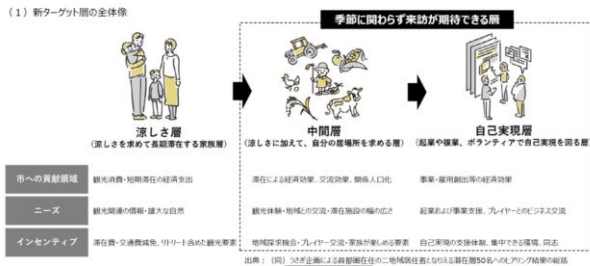 （1）新ターゲット層の全体像
季節に関わらず来訪が期待できる層
涼しさ層
（涼しさを求めて長期滞在する家族層）
中間層
（涼しさに加えて、自分の居場所を求める層）
自己実現層
（起業や複業、ボランティアで自己実現を図る層）
市への貢献領域
観光消費・短期滞在の経済支出
滞在による経済効果、交流効果、関係人口化
事業・雇用創出等の経済効果
ニーズ
観光関連の情報・雄大な自然
観光体験・地域との交流・滞在施設の幅の広さ
起業および事業支援、プレイヤーとのビジネス交流
インセンティブ
滞在費・交通費減免、リトリート含めた観光要素
地域探求機会・プレイヤー交流・家族が楽しめる要素
自己実現の支援体制、集中できる環境、同志
出典：（同）うさぎ企画による首都圏在住の二地域居住者となりえる潜在層50名へのヒアリング結果の総括